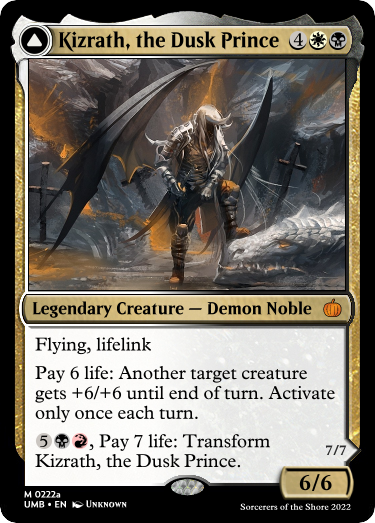 Kizrath, the Dusk Prince 4
Legendary Creature — Demon Noble
Flying, lifelink
Pay 6 life: Another target creature
gets +6/+6 until end of turn. Activate
only once each turn.
5, Pay 7 life: Transform
Kizrath, the Dusk Prince.
7/7
6/6
M 0222a
UMB • EN Unknown
Sorcerers of the Shore 2022